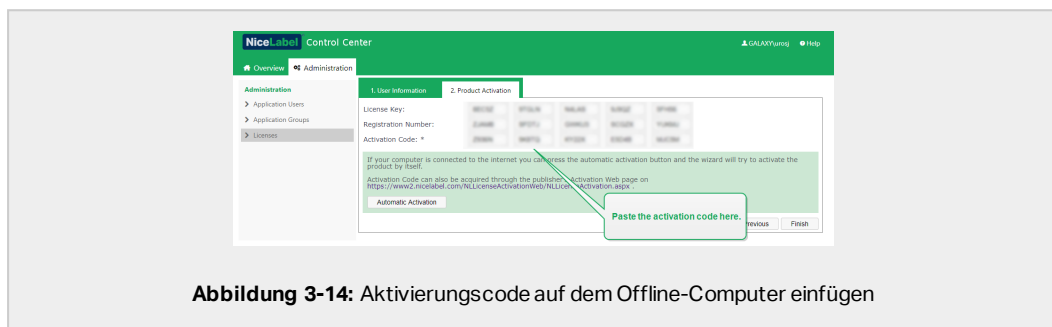 NiceLabel Control Center
GALAXY\urosj Help
Overview Administration
Administration
Application Users
Application Groups
Licenses
1. User Information 2. Product Activation
License Key:
Registration Number:
Activation Code: *
If your computer is connected to the internet you can press the automatic activation button and the wizard will try to activate the
product by itself.
Activation Code can also be acquired through the publisher Activation Web page on
https://www2.nicelabel.com/NLLicenseActivationWeb/NLLicenseActivation.aspx .
Automatic Activation
Paste the activation code here.
revious Finish
Abbildung 3-14: Aktivierungscode auf dem Offline-Computer einfügen